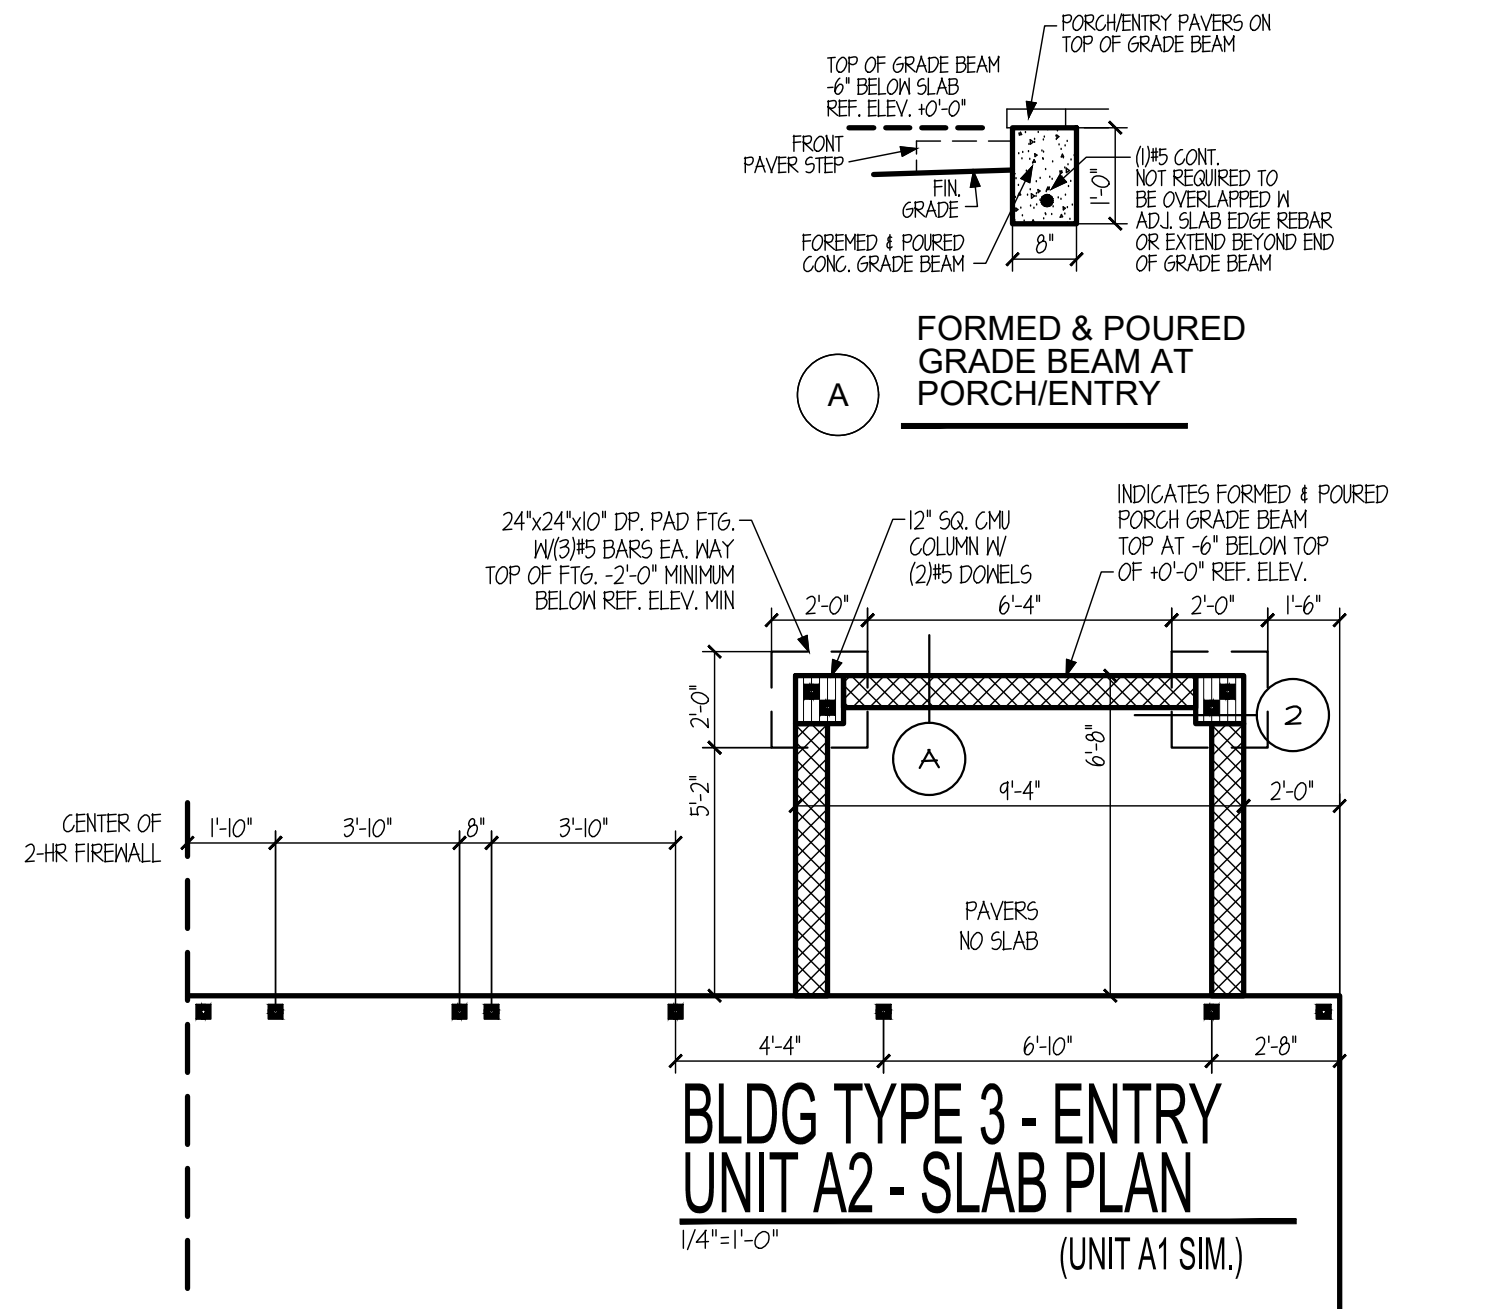 PORCH/ENTRY PAVERS ON
TOP OF GRADE BEAM
TOP OF GRADE BEAM
-6" BELOW SLAB
REF. ELEV. +0'-0"
FRONT
PAVER STEP
FIN.
GRADE
FOREMED & POURED
CONC. GRADE BEAM
(1)#5 CONT.
NOT REQUIRED TO
BE OVERLAPPED W
ADJ. SLAB EDGE REBAR
OR EXTEND BEYOND END
OF GRADE BEAM
1'-0"
8"
A
FORMED & POURED
GRADE BEAM AT
PORCH/ENTRY
24"x24"x10" DP. PAD FTG.
W/(3)#5 BARS EA. WAY
TOP OF FTG. -2'-0" MINIMUM
BELOW REF. ELEV. MIN
12" SQ. CMU
COLUMN W/
(2)#5 DOWELS
INDICATES FORMED & POURED
PORCH GRADE BEAM
TOP AT -6" BELOW TOP
OF +0'-0" REF. ELEV.
2'-0"
6'-4"
2'-0"
1'-6"
2'-0"
5'-2"
6'-8"
A
2
9'-4"
2'-0"
CENTER OF
2-HR FIREWALL
1'-10"
3'-10"
8"
3'-10"
PAVERS
NO SLAB
4'-4"
6'-10"
2'-8"
BLDG TYPE 3 - ENTRY
UNIT A2 - SLAB PLAN
1/4"=1'-0"
(UNIT A1 SIM.)